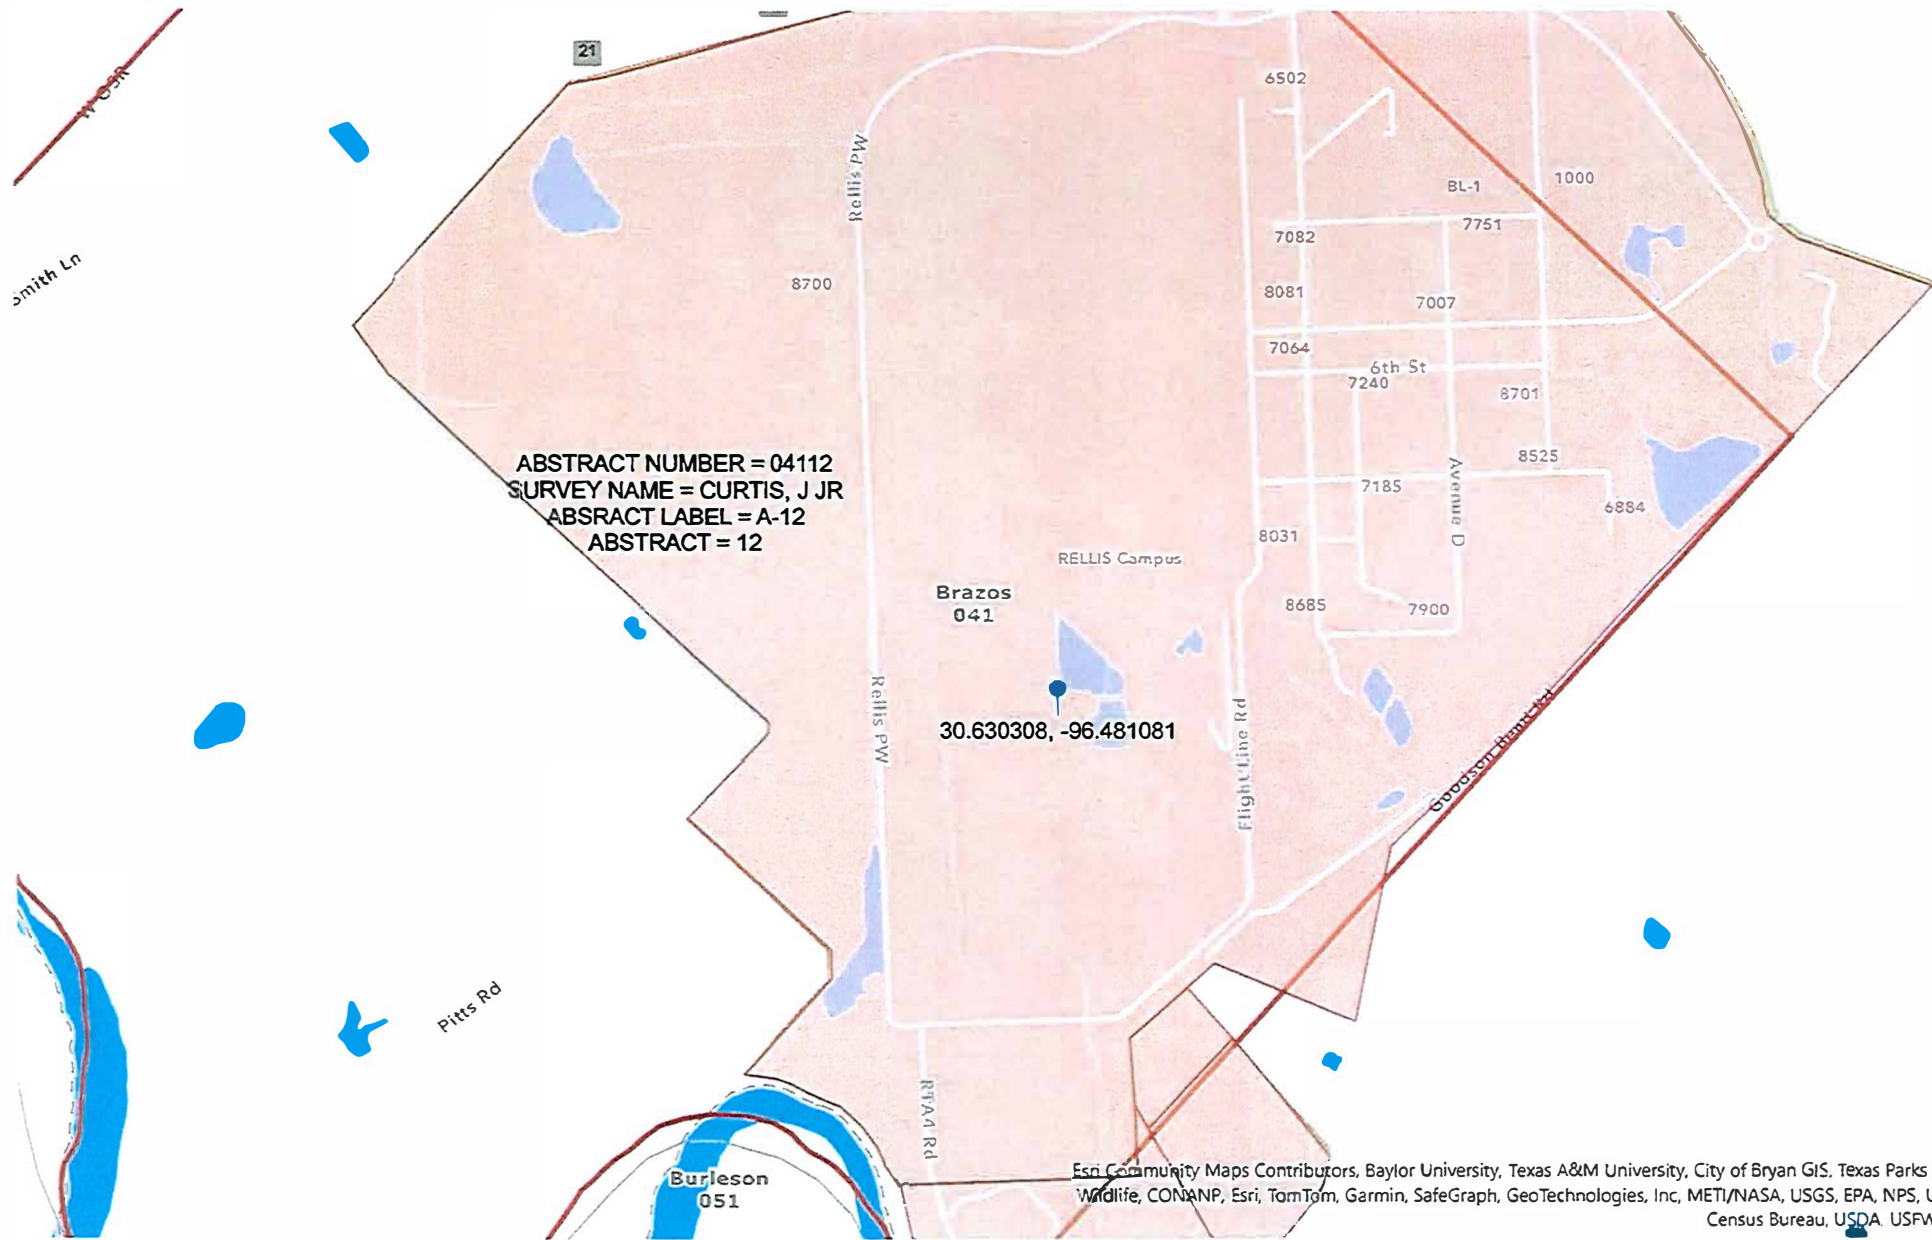 21
W OSR
6502
Rellis PW
BL-1
1000
7751
7082
Smith Ln
8700
8081
7007
7064
6th St
7240
8701
ABSTRACT NUMBER = 04112
SURVEY NAME = CURTIS, J JR
ABSRACT LABEL = A-12
ABSTRACT = 12
8525
7185
Avenue D
6884
8031
RELLIS Campus
Brazos
041
8685
7900
Rellis PW
30.630308, -96.481081
Flight Line Rd
Goodson Bend Rd
Pitts Rd
RTA4 Rd
Burleson
051
Esri Community Maps Contributors, Baylor University, Texas A&M University, City of Bryan GIS, Texas Parks
Wildlife, CONANP, Esri, TomTom, Garmin, SafeGraph, GeoTechnologies, Inc, METI/NASA, USGS, EPA, NPS, U
Census Bureau, USDA, USFW